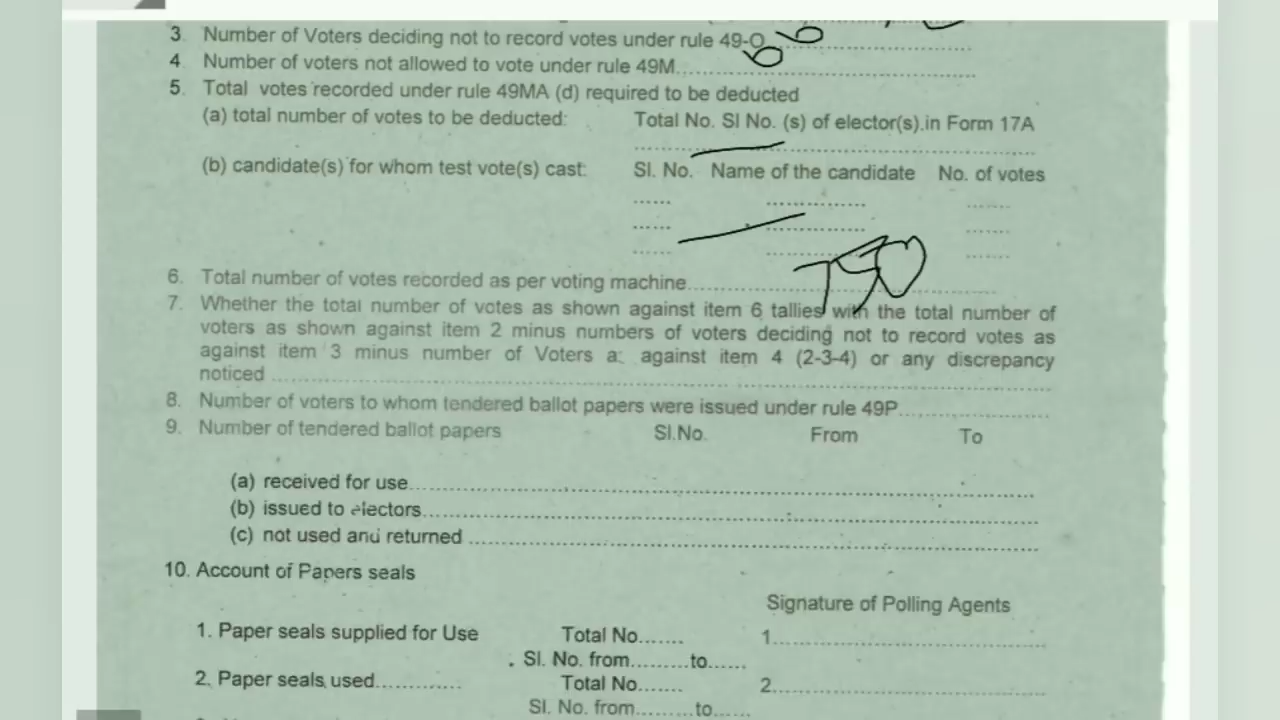 3. Number of Voters deciding not to record votes under rule 49-O 0
4. Number of voters not allowed to vote under rule 49M.......... 0
5. Total votes recorded under rule 49MA (d) required to be deducted
(a) total number of votes to be deducted: Total No. Sl No. (s) of elector(s).in Form 17A
(b) candidate(s) for whom test vote(s) cast: Sl. No. Name of the candidate No. of votes
6. Total number of votes recorded as per voting machine.......... 750
7. Whether the total number of votes as shown against item 6 tallies with the total number of
voters as shown against item 2 minus numbers of voters deciding not to record votes as
against item 3 minus number of Voters a: against item 4 (2-3-4) or any discrepancy
noticed ..........
8. Number of voters to whom tendered ballot papers were issued under rule 49P..........
9. Number of tendered ballot papers Sl.No. From To
(a) received for use..........
(b) issued to electors..........
(c) not used and returned ..........
10. Account of Papers seals
Signature of Polling Agents
1. Paper seals supplied for Use Total No....... 1..........
Sl. No. from.........to......
2. Paper seals used............. Total No....... 2..........
Sl. No. from.........to......